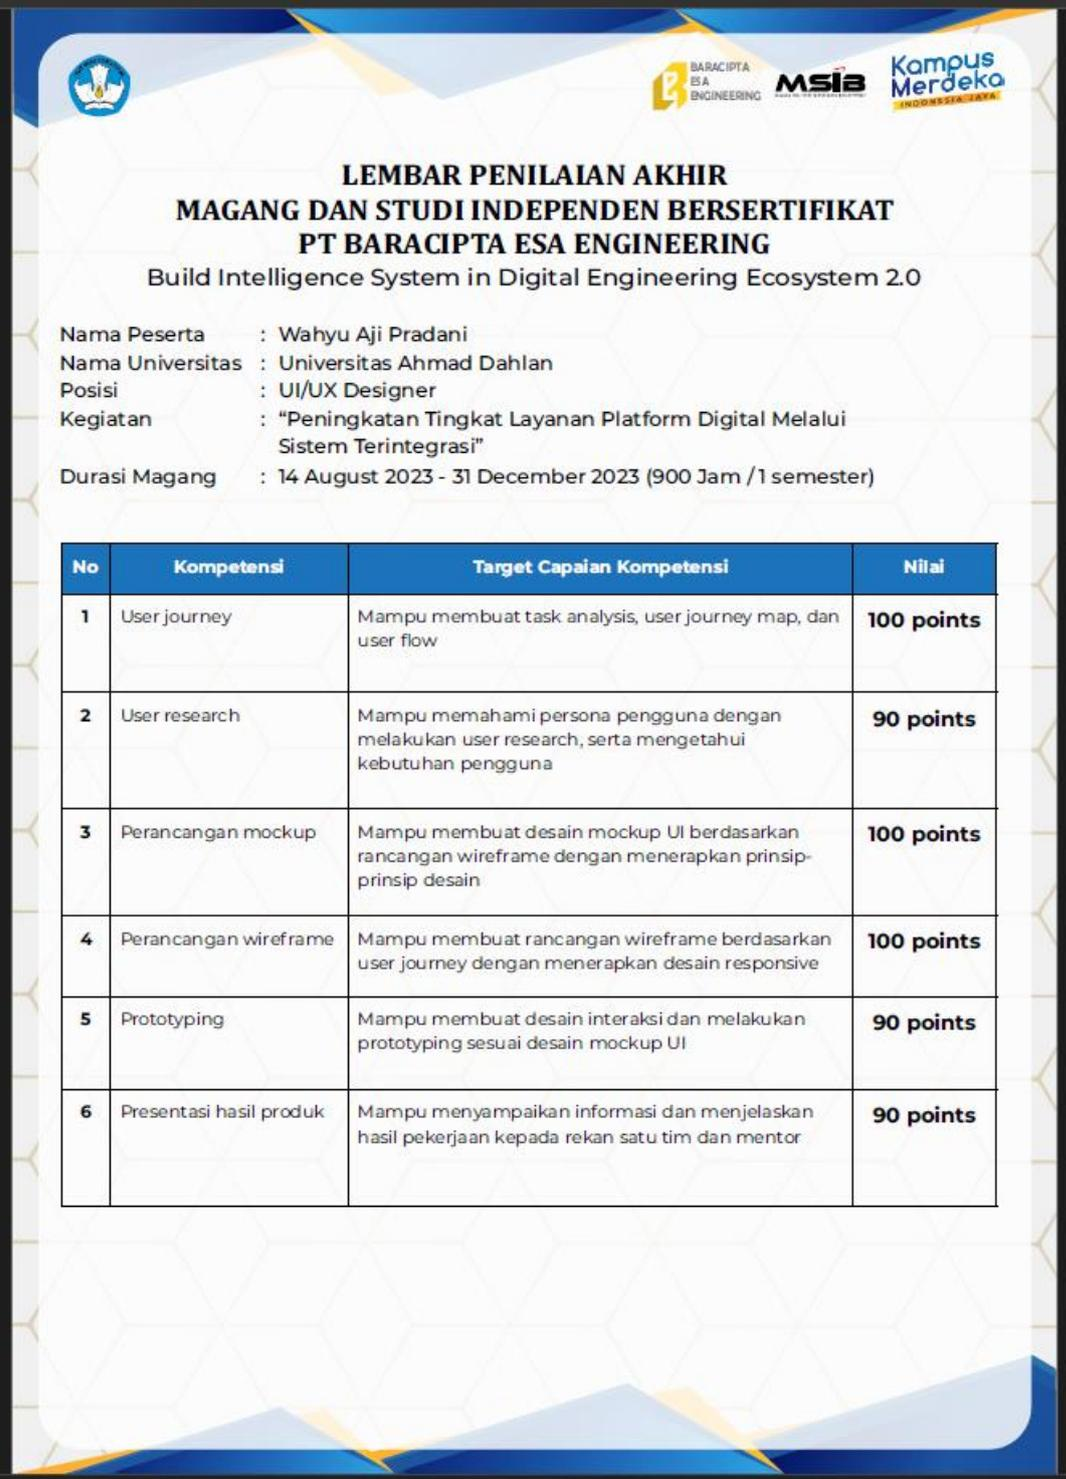 BARACIPTA
ESA
ENGINEERING
MSIB
Kampus
Merdeka
INDONESIA JAYA
LEMBAR PENILAIAN AKHIR
MAGANG DAN STUDI INDEPENDEN BERSERTIFIKAT
PT BARACIPTA ESA ENGINEERING
Build Intelligence System in Digital Engineering Ecosystem 2.0
Nama Peserta : Wahyu Aji Pradani
Nama Universitas : Universitas Ahmad Dahlan
Posisi : UI/UX Designer
Kegiatan : “Peningkatan Tingkat Layanan Platform Digital Melalui
Sistem Terintegrasi”
Durasi Magang : 14 August 2023 - 31 December 2023 (900 Jam / 1 semester)
No Kompetensi Target Capaian Kompetensi Nilai
1 User journey Mampu membuat task analysis, user journey map, dan 100 points
user flow
2 User research Mampu memahami persona pengguna dengan 90 points
melakukan user research, serta mengetahui
kebutuhan pengguna
3 Perancangan mockup Mampu membuat desain mockup UI berdasarkan 100 points
rancangan wireframe dengan menerapkan prinsip-
prinsip desain
4 Perancangan wireframe Mampu membuat rancangan wireframe berdasarkan 100 points
user journey dengan menerapkan desain responsive
5 Prototyping Mampu membuat desain interaksi dan melakukan 90 points
prototyping sesuai desain mockup UI
6 Presentasi hasil produk Mampu menyampaikan informasi dan menjelaskan 90 points
hasil pekerjaan kepada rekan satu tim dan mentor